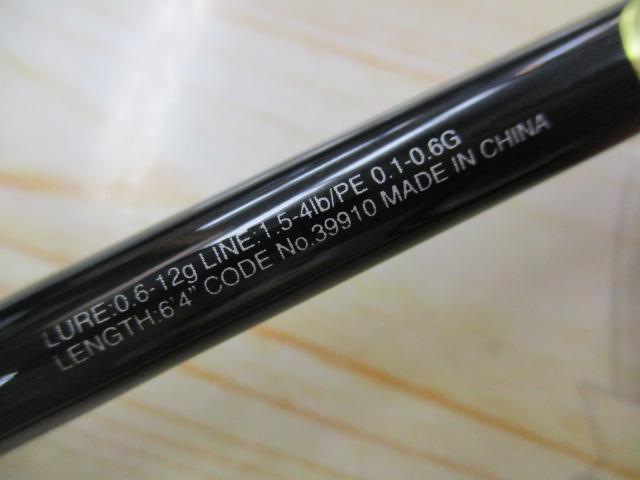 LURE:0.6-12g LINE:1.5-4lb/PE 0.1-0.6G
LENGTH:6'4" CODE No.39910 MADE IN CHINA